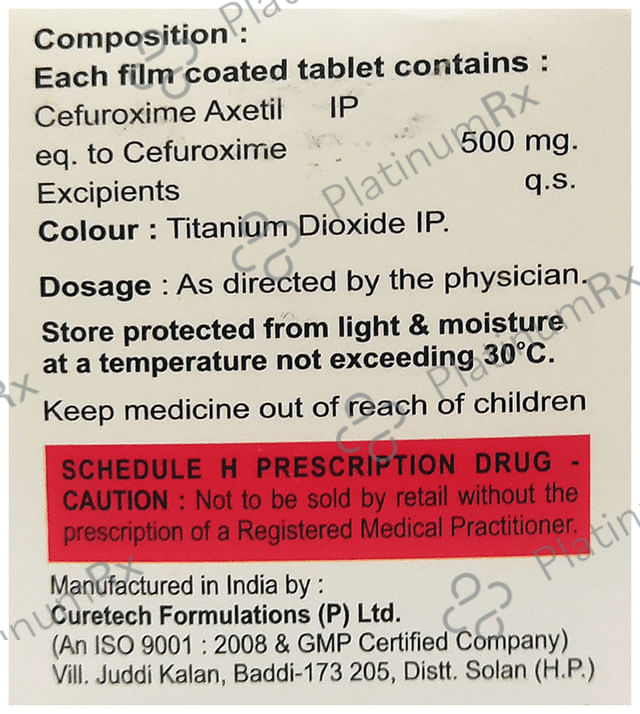 Composition :
Each film coated tablet contains :
Cefuroxime Axetil IP
eq. to Cefuroxime 500 mg.
Excipients q.s.
Colour : Titanium Dioxide IP.
Dosage : As directed by the physician.
Store protected from light & moisture
at a temperature not exceeding 30°C.
Keep medicine out of reach of children
SCHEDULE H PRESCRIPTION DRUG -
CAUTION : Not to be sold by retail without the
prescription of a Registered Medical Practitioner.
Manufactured in India by :
Curetech Formulations (P) Ltd.
(An ISO 9001 : 2008 & GMP Certified Company)
Vill. Juddi Kalan, Baddi-173 205, Distt. Solan (H.P.)
PlatinumRx
PlatinumRx